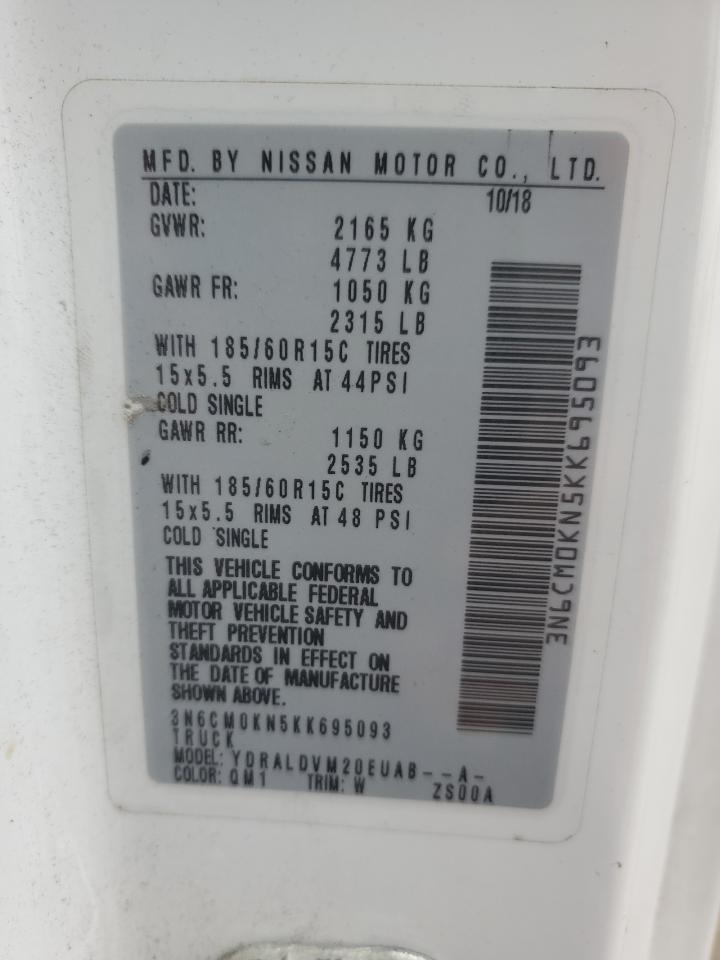 MFD. BY NISSAN MOTOR CO., LTD.
DATE: 10/18
GVWR: 2165 KG
4773 LB
GAWR FR: 1050 KG
2315 LB
WITH 185/60R15C TIRES
15x5.5 RIMS AT 44PSI
COLD SINGLE
GAWR RR: 1150 KG
2535 LB
WITH 185/60R15C TIRES
15x5.5 RIMS AT 48 PSI
COLD SINGLE
THIS VEHICLE CONFORMS TO
ALL APPLICABLE FEDERAL
MOTOR VEHICLE SAFETY AND
THEFT PREVENTION
STANDARDS IN EFFECT ON
THE DATE OF MANUFACTURE
SHOWN ABOVE.
3N6CM0KN5KK695093
TRUCK
MODEL: YDRALDVM20EUAB--A-
COLOR: QM1 TRIM: W ZS00A
3N6CM0KN5KK695093